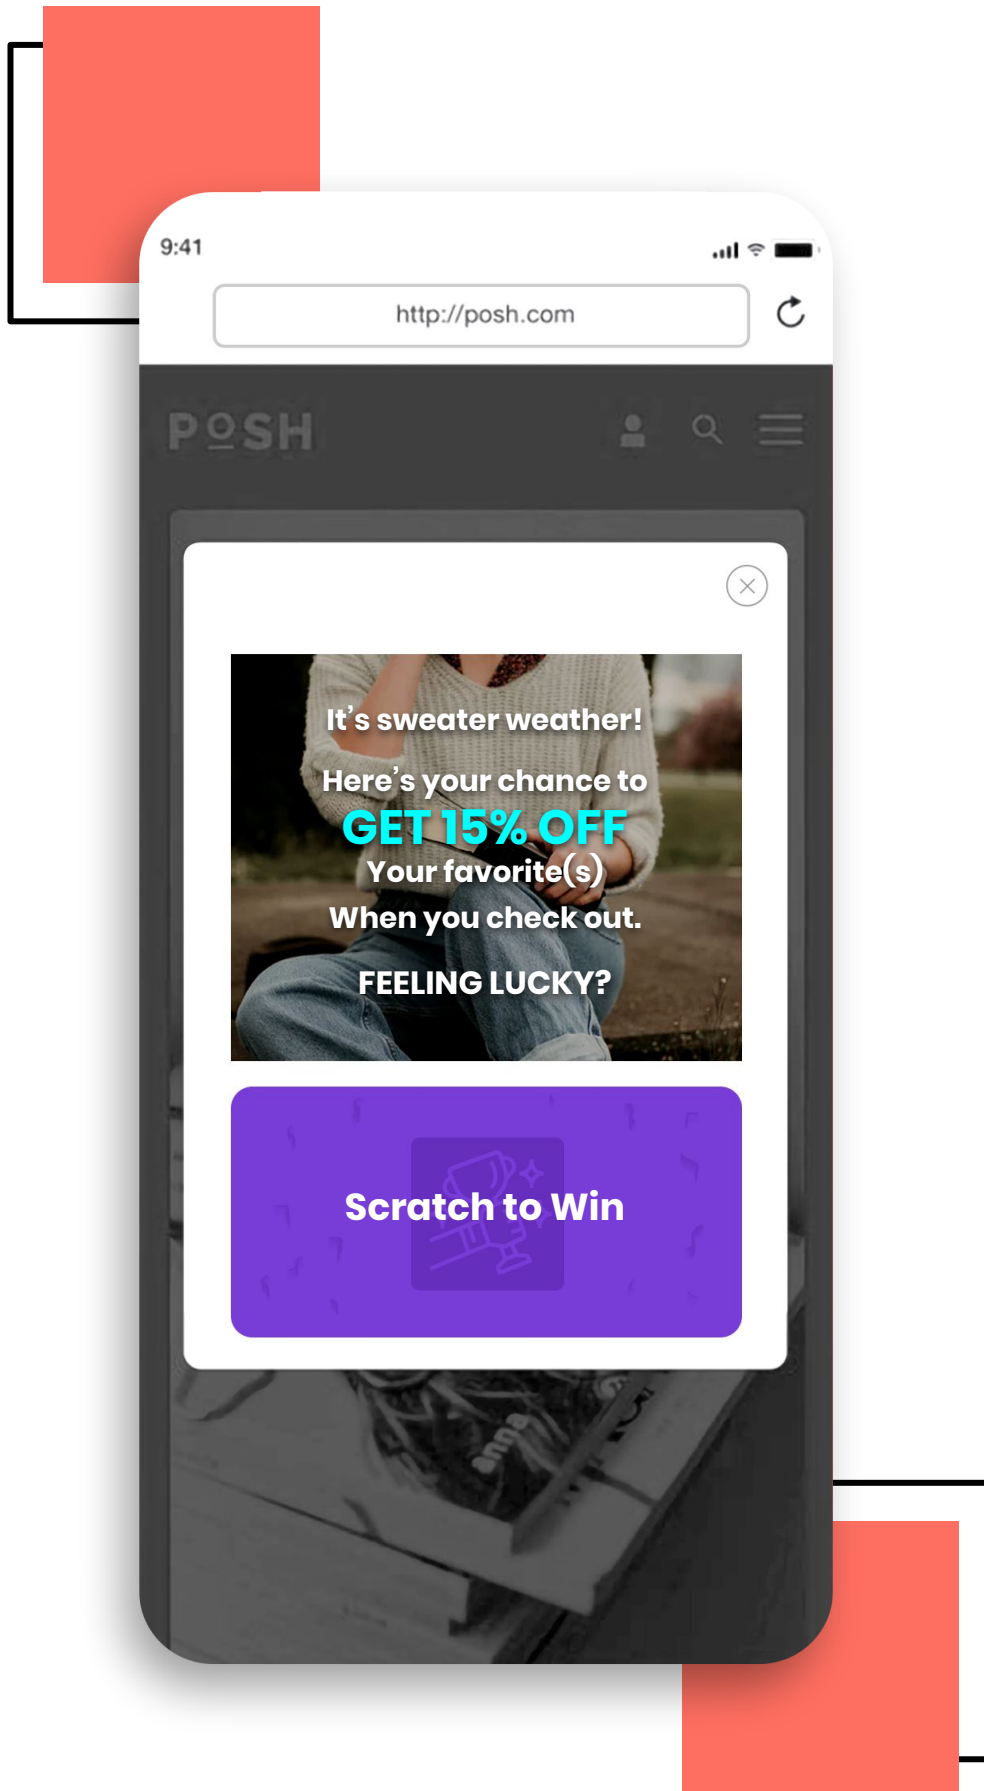 9:41
http://posh.com
POSH
It's sweater weather!
Here's your chance to
GET 15% OFF
Your favorite(s)
When you check out.
FEELING LUCKY?
Scratch to Win
anna